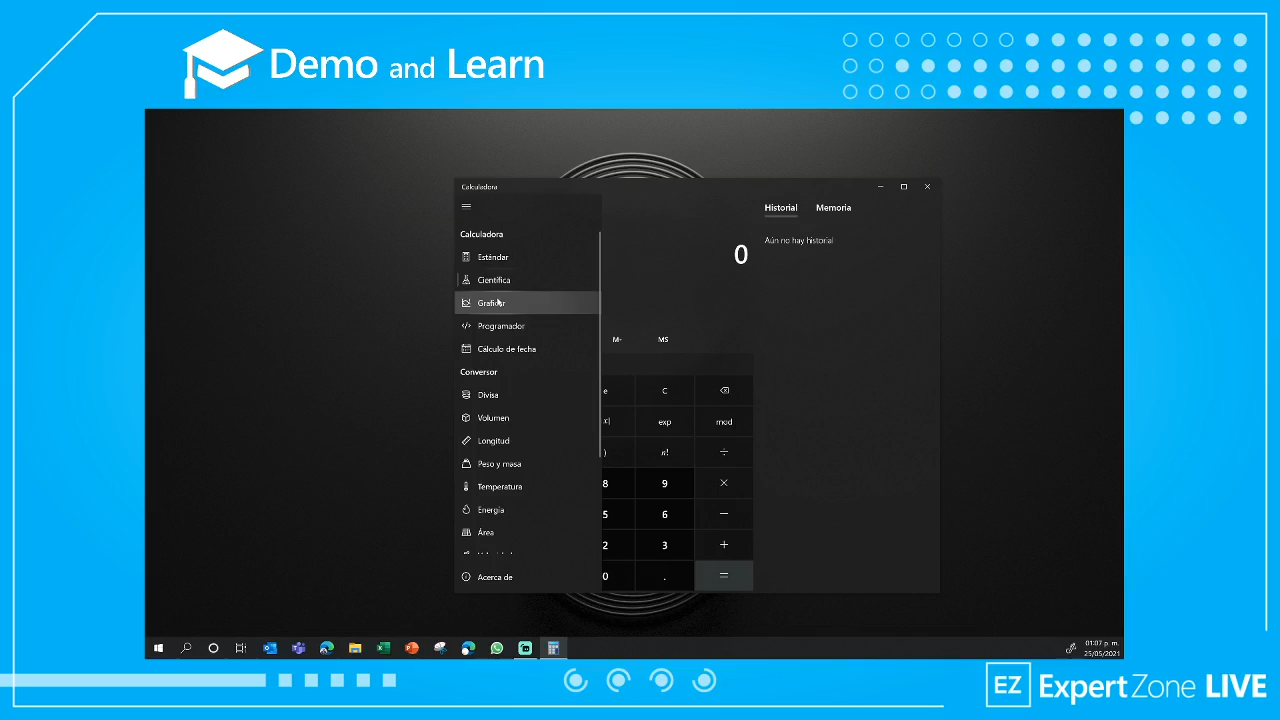 Demo and Learn
Calculadora
Historial
Memoria
Aún no hay historial
0
Calculadora
Estándar
Científica
Graficar
Programador
Cálculo de fecha
Conversor
Divisa
Volumen
Longitud
Peso y masa
Temperatura
Energía
Área
Acerca de
M-
MS
e
C
x|
exp
mod
)
n!
÷
8
9
×
5
6
−
2
3
+
0
.
=
01:07 p. m.
25/05/2021
EZ ExpertZone LIVE